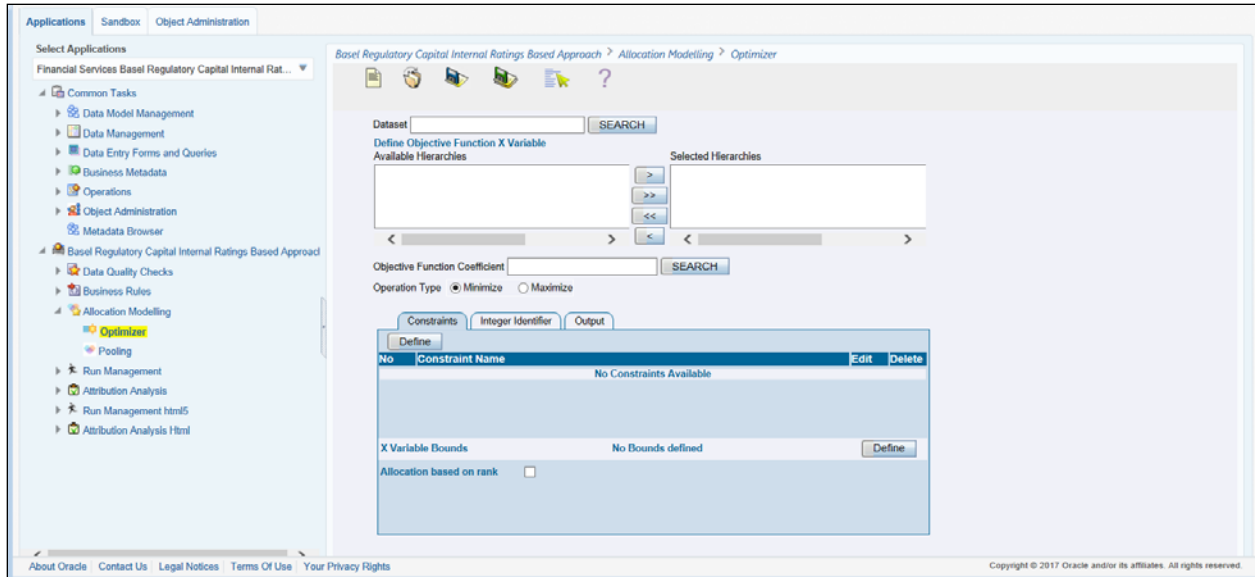 Applications Sandbox Object Administration
Select Applications
Financial Services Basel Regulatory Capital Internal Rat...
Common Tasks
Data Model Management
Data Management
Data Entry Forms and Queries
Business Metadata
Operations
Object Administration
Metadata Browser
Basel Regulatory Capital Internal Ratings Based Approacl
Data Quality Checks
Business Rules
Allocation Modelling
Optimizer
Pooling
Run Management
Attribution Analysis
Run Management html5
Attribution Analysis Html
Basel Regulatory Capital Internal Ratings Based Approach > Allocation Modelling > Optimizer
?
Dataset SEARCH
Define Objective Function X Variable
Available Hierarchies Selected Hierarchies
>
>>
<<
<
Objective Function Coefficient SEARCH
Operation Type Minimize Maximize
Constraints Integer Identifier Output
Define
No Constraint Name Edit Delete
No Constraints Available
X Variable Bounds No Bounds defined Define
Allocation based on rank
About Oracle Contact Us Legal Notices Terms Of Use Your Privacy Rights
Copyright © 2017 Oracle and/or its affiliates. All rights reserved.